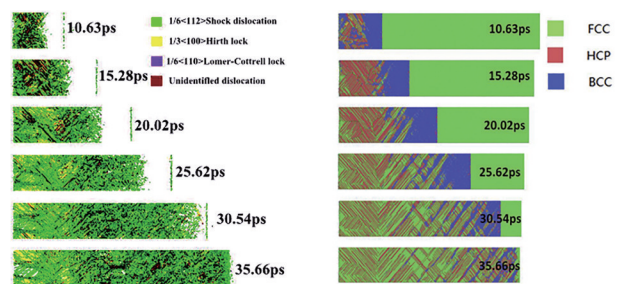 1/6<112>Shock dislocation
1/3<100>Hirth lock
1/6<110>Lomer-Cottrell lock
Unidentified dislocation
10.63ps
15.28ps
20.02ps
25.62ps
30.54ps
35.66ps
10.63ps
15.28ps
20.02ps
25.62ps
30.54ps
35.66ps
FCC
HCP
BCC